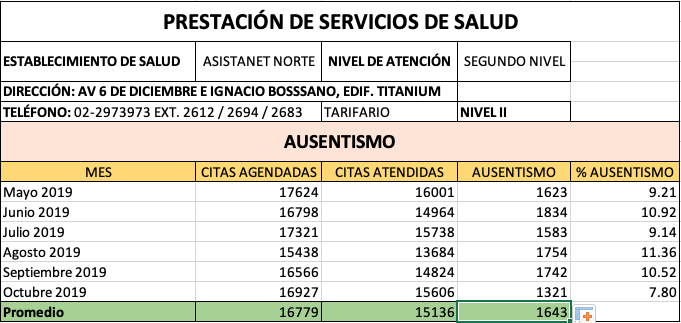 PRESTACIÓN DE SERVICIOS DE SALUD
ESTABLECIMIENTO DE SALUD ASISTANET NORTE NIVEL DE ATENCIÓN SEGUNDO NIVEL
DIRECCIÓN: AV 6 DE DICIEMBRE E IGNACIO BOSSSANO, EDIF. TITANIUM
TELÉFONO: 02-2973973 EXT. 2612 / 2694 / 2683 TARIFARIO NIVEL II
AUSENTISMO
MES CITAS AGENDADAS CITAS ATENDIDAS AUSENTISMO % AUSENTISMO
Mayo 2019 17624 16001 1623 9.21
Junio 2019 16798 14964 1834 10.92
Julio 2019 17321 15738 1583 9.14
Agosto 2019 15438 13684 1754 11.36
Septiembre 2019 16566 14824 1742 10.52
Octubre 2019 16927 15606 1321 7.80
Promedio 16779 15136 1643